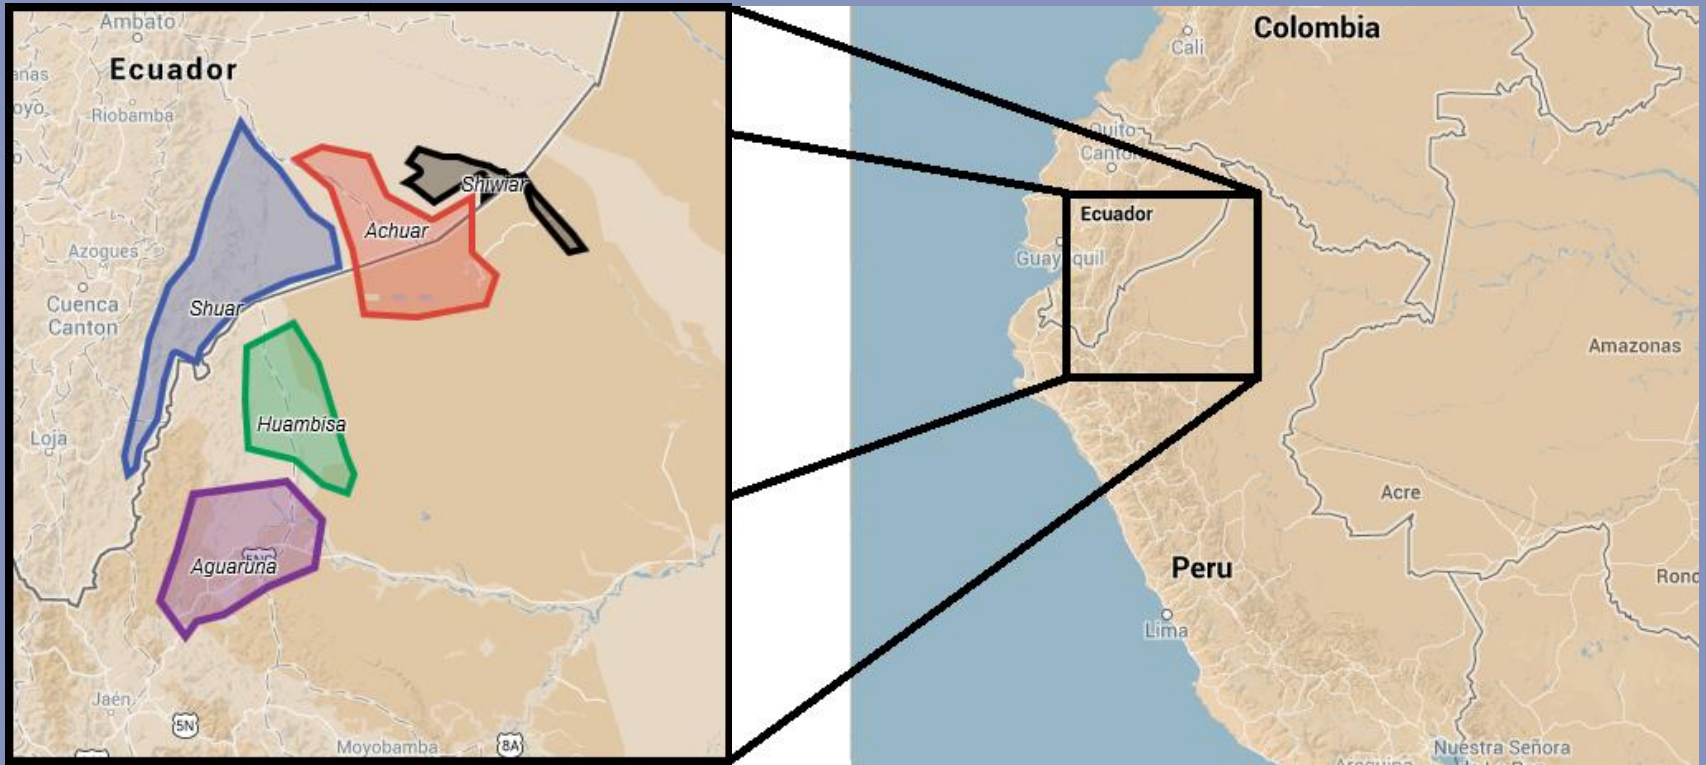 Ambato
Ecuador
Riobamba
Shiwiar
Achuar
Azogues
Cuenca
Canton
Shuar
Huambisa
Loja
Aguaruna
Jaén
5N
Moyobamba
8A
Colombia
Cali
Quito
Canton
Ecuador
Guayaquil
Amazonas
Acre
Peru
Rond
Lima
Nuestra Señora